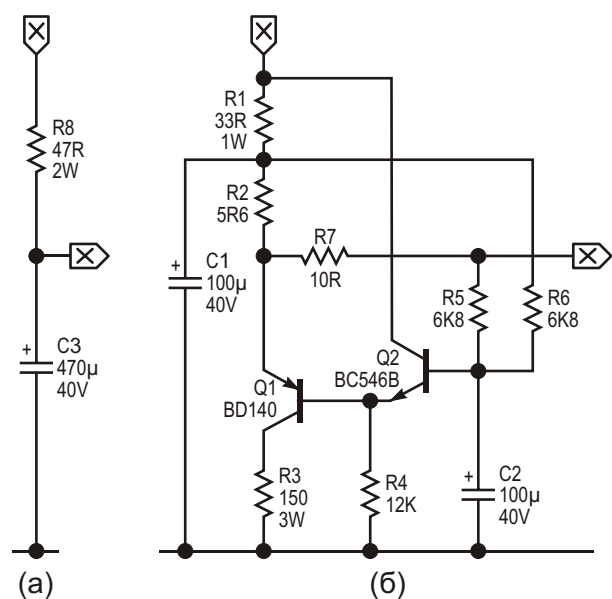 R8
47R
2W
C3
470µ
40V
(а)
R1
33R
1W
R2
5R6
R7
10R
C1
100µ
40V
R5
6K8
R6
6K8
Q2
BC546B
Q1
BD140
R3
150
3W
R4
12K
C2
100µ
40V
(б)